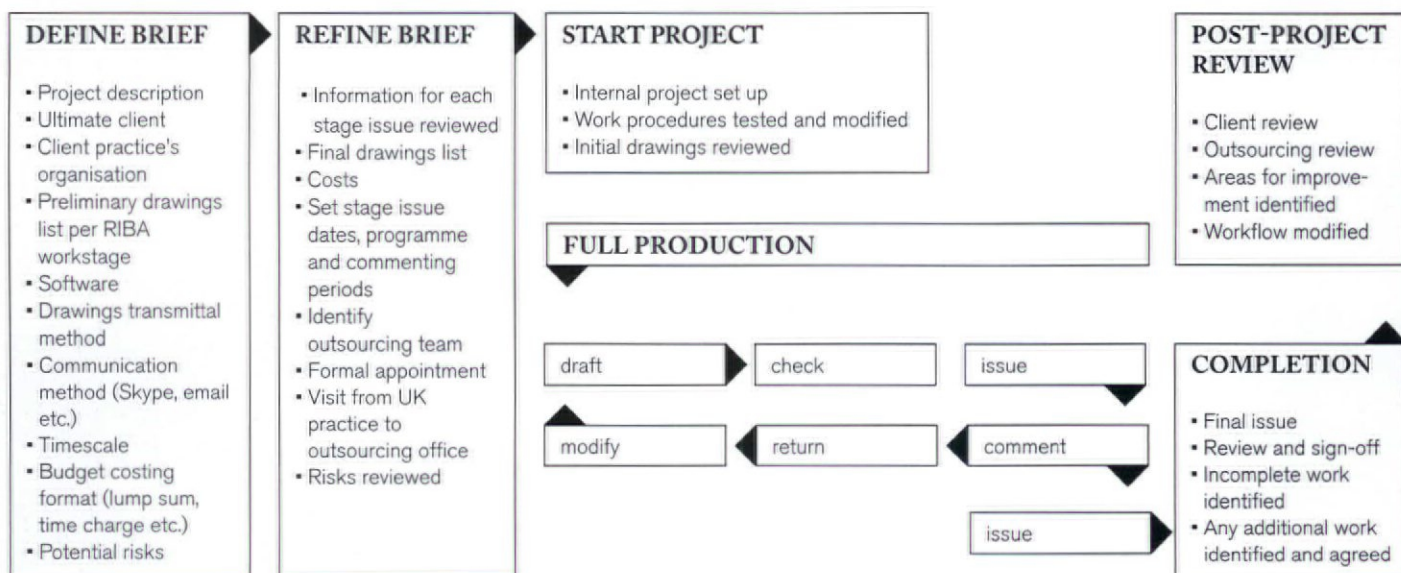 DEFINE BRIEF
▪ Project description
▪ Ultimate client
▪ Client practice's
organisation
▪ Preliminary drawings
list per RIBA
workstage
▪ Software
▪ Drawings transmittal
method
▪ Communication
method (Skype, email
etc.)
▪ Timescale
▪ Budget costing
format (lump sum,
time charge etc.)
▪ Potential risks
REFINE BRIEF
▪ Information for each
stage issue reviewed
▪ Final drawings list
▪ Costs
▪ Set stage issue
dates, programme
and commenting
periods
▪ Identify
outsourcing team
▪ Formal appointment
▪ Visit from UK
practice to
outsourcing office
▪ Risks reviewed
START PROJECT
▪ Internal project set up
▪ Work procedures tested and modified
▪ Initial drawings reviewed
FULL PRODUCTION
draft
check
issue
modify
return
comment
issue
COMPLETION
▪ Final issue
▪ Review and sign-off
▪ Incomplete work
identified
▪ Any additional work
identified and agreed
POST-PROJECT
REVIEW
▪ Client review
▪ Outsourcing review
▪ Areas for improve-
ment identified
▪ Workflow modified